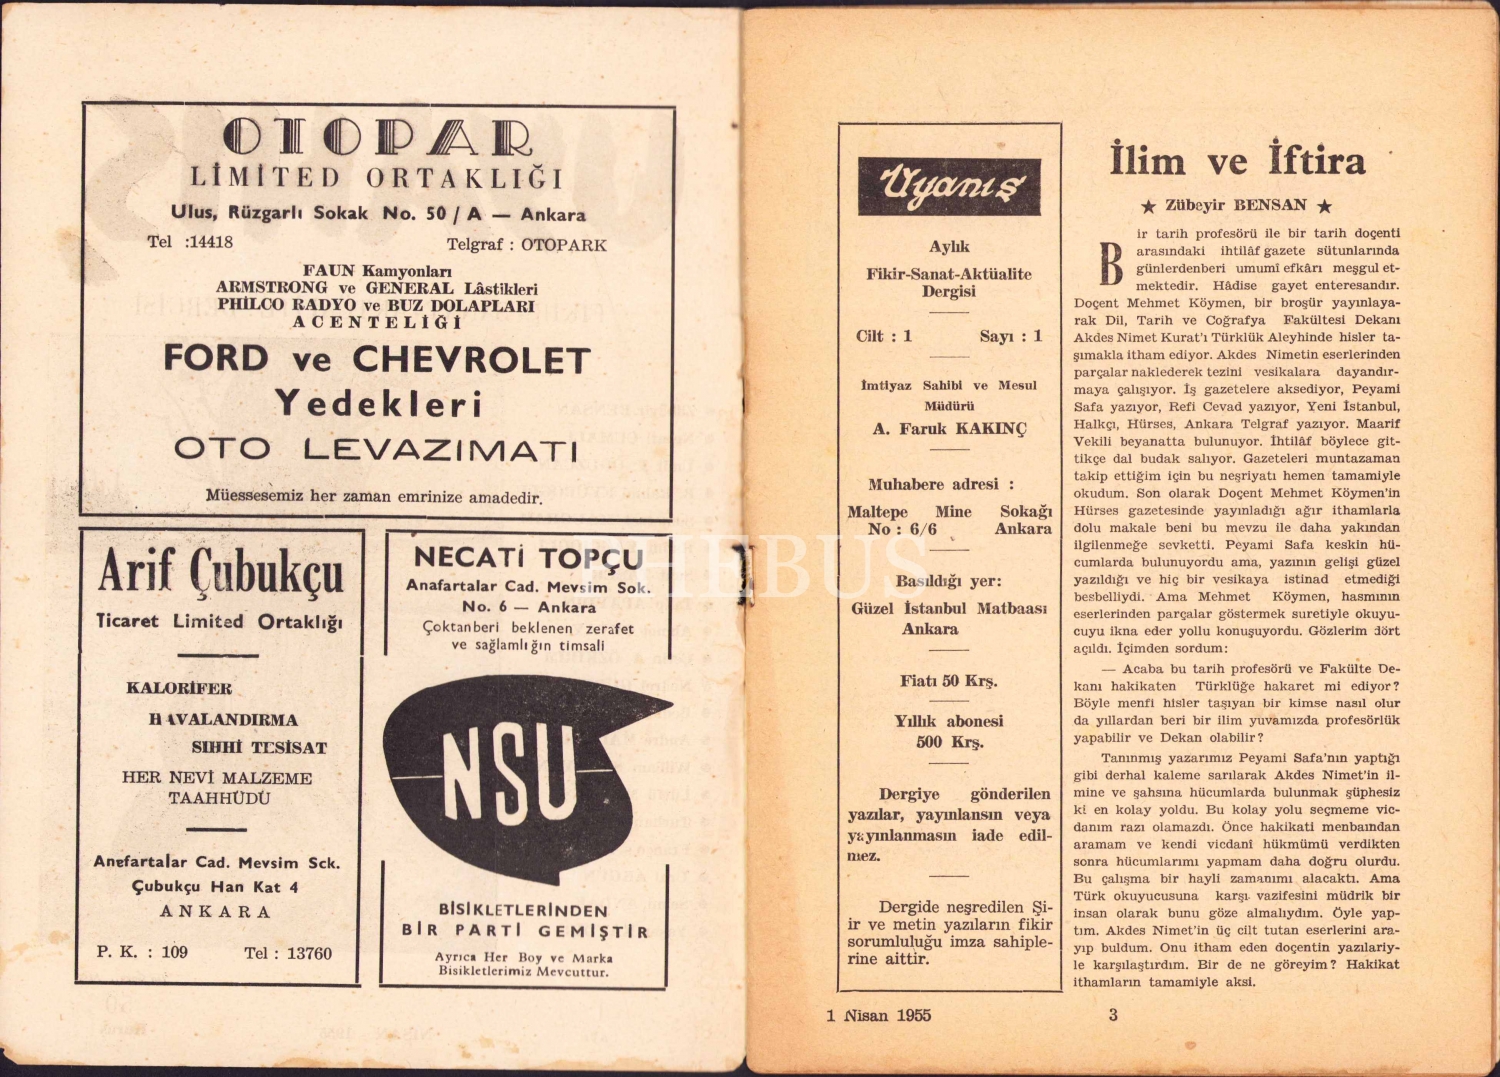 OTOPAR
LİMİTED ORTAKLIĞI
Ulus, Rüzgarlı Sokak No. 50 / A — Ankara
Tel :14418 Telgraf : OTOPARK
FAUN Kamyonları
ARMSTRONG ve GENERAL Lâstikleri
PHILCO RADYO ve BUZ DOLAPLARI
ACENTELİĞİ
FORD ve CHEVROLET
Yedekleri
OTO LEVAZIMATI
Müessesemiz her zaman emrinize amadedir.
Arif Çubukçu
Ticaret Limited Ortaklığı
KALORİFER
HAVALANDIRMA
SIHHİ TESİSAT
HER NEVİ MALZEME
TAAHHÜDÜ
Anafartalar Cad. Mevsim Sck.
Çubukçu Han Kat 4
ANKARA
P. K. : 109 Tel : 13760
NECATİ TOPÇU
Anafartalar Cad. Mevsim Sok.
No. 6 — Ankara
Çoktanberi beklenen zerafet
ve sağlamlığın timsali
NSU
BİSİKLETLERİNDEN
BİR PARTİ GEMİŞTİR
Ayrıca Her Boy ve Marka
Bisikletlerimiz Mevcuttur.
PHEBUS
Uyanış
Aylık
Fikir-Sanat-Aktüalite
Dergisi
Cilt : 1 Sayı : 1
İmtiyaz Sahibi ve Mesul
Müdürü
A. Faruk KAKINÇ
Muhabere adresi :
Maltepe Mine Sokağı
No : 6/6 Ankara
Basıldığı yer:
Güzel İstanbul Matbaası
Ankara
Fiatı 50 Krş.
Yıllık abonesi
500 Krş.
Dergiye gönderilen
yazılar, yayınlansın veya
yayınlanmasın iade edil-
mez.
Dergide neşredilen Şi-
ir ve metin yazıların fikir
sorumluluğu imza sahiple-
rine aittir.
1 Nisan 1955
İlim ve İftira
★ Zübeyir BENSAN ★
Bir tarih profesörü ile bir tarih doçenti
arasındaki ihtilâf gazete sütunlarında
günlerdenberi umumî efkârı meşgul et-
mektedir. Hâdise gayet enteresandır.
Doçent Mehmet Köymen, bir broşür yayınlaya-
rak Dil, Tarih ve Coğrafya Fakültesi Dekanı
Akdes Nimet Kurat'ı Türklük Aleyhinde hisler ta-
şımakla itham ediyor. Akdes Nimetin eserlerinden
parçalar naklederek tezini vesikalara dayandır-
maya çalışıyor. İş gazetelere aksediyor, Peyami
Safa yazıyor, Refi Cevad yazıyor, Yeni İstanbul,
Halkçı, Hürses, Ankara Telgraf yazıyor. Maarif
Vekili beyanatta bulunuyor. İhtilâf böylece git-
tikçe dal budak salıyor. Gazeteleri muntazaman
takip ettiğim için bu neşriyatı hemen tamamiyle
okudum. Son olarak Doçent Mehmet Köymen'in
Hürses gazetesinde yayınladığı ağır ithamlarla
dolu makale beni bu mevzu ile daha yakından
ilgilenmeğe sevketti. Peyami Safa keskin hü-
cumlarda bulunuyordu ama, yazının gelişi güzel
yazıldığı ve hiç bir vesikaya istinad etmediği
besbelliydi. Ama Mehmet Köymen, hasmının
eserlerinden parçalar göstermek suretiyle okuyu-
cuyu ikna eder yollu konuşuyordu. Gözlerim dört
açıldı. İçimden sordum:
— Acaba bu tarih profesörü ve Fakülte De-
kanı hakikaten Türklüğe hakaret mi ediyor?
Böyle menfi hisler taşıyan bir kimse nasıl olur
da yıllardan beri bir ilim yuvamızda profesörlük
yapabilir ve Dekan olabilir?
Tanınmış yazarımız Peyami Safa'nın yaptığı
gibi derhal kaleme sarılarak Akdes Nimet'in il-
mine ve şahsına hücumlarda bulunmak şüphesiz
ki en kolay yoldu. Bu kolay yolu seçmeme vic-
danım razı olamazdı. Önce hakikati menbaından
aramam ve kendi vicdanî hükmümü verdikten
sonra hücumlarımı yapmam daha doğru olurdu.
Bu çalışma bir hayli zamanımı alacaktı. Ama
Türk okuyucusuna karşı vazifesini müdrik bir
insan olarak bunu göze almalıydım. Öyle yap-
tım. Akdes Nimet'in üç cilt tutan eserlerini ara-
yıp buldum. Onu itham eden doçentin yazılariy-
le karşılaştırdım. Bir de ne göreyim? Hakikat
ithamların tamamiyle aksi.
3